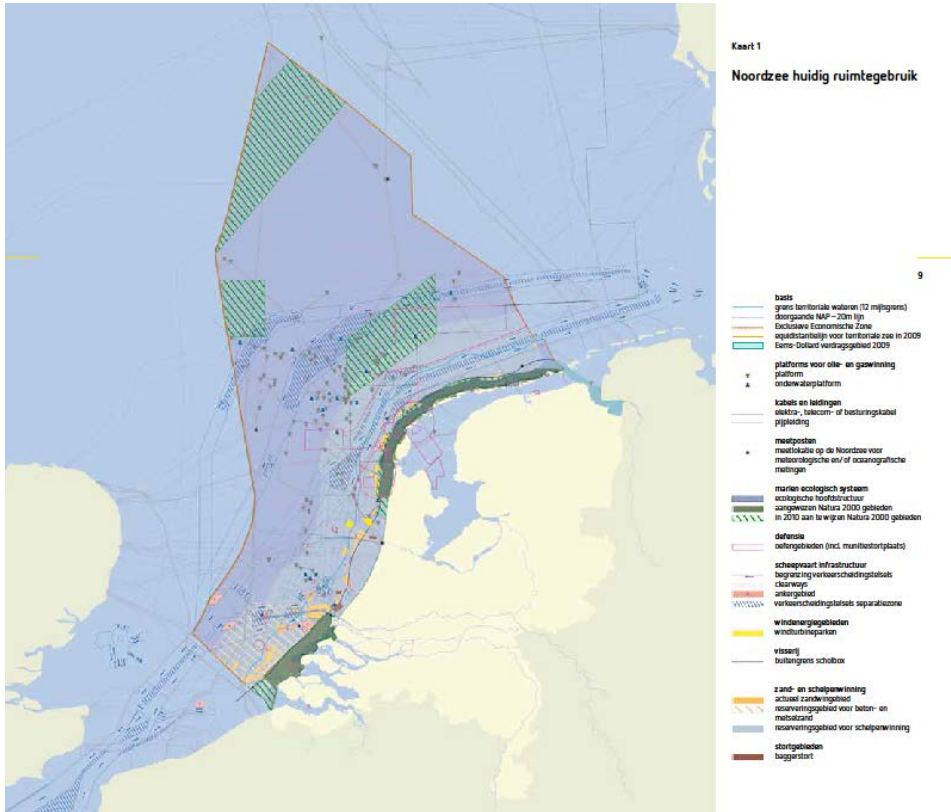 Kaart 1
Noordzee huidig ruimtegebruik
9
basis
grens territoriale wateren (12 mijlsgrens)
doorgaande NAP – 20m lijn
Exclusieve Economische Zone
equidistantielijn voor territoriale zee in 2009
Eems-Dollard verdragsgebied 2009
platforms voor olie- en gaswinning
platform
onderwaterplatform
kabels en leidingen
elektra-, telecom- of besturingskabel
pijpleiding
meetposten
meetlokatie op de Noordzee voor
meteorologische en/of oceanografische
metingen
marien ecologisch systeem
ecologische hoofdstructuur
aangewezen Natura 2000 gebieden
in 2010 aan te wijzen Natura 2000 gebieden
defensie
oefengebieden (incl. munitiestortplaats)
scheepvaart infrastructuur
begrenzing verkeerscheidingstelsels
clearways
ankergebied
verkeerscheidingstelsels separatiezone
windenergiegebieden
windturbineparken
visserij
buitengrens scholbox
zand- en schelpenwinning
actueel zandwingebied
reserveringsgebied voor beton- en
metselzand
reserveringsgebied voor schelpenwinning
stortgebieden
baggerstort